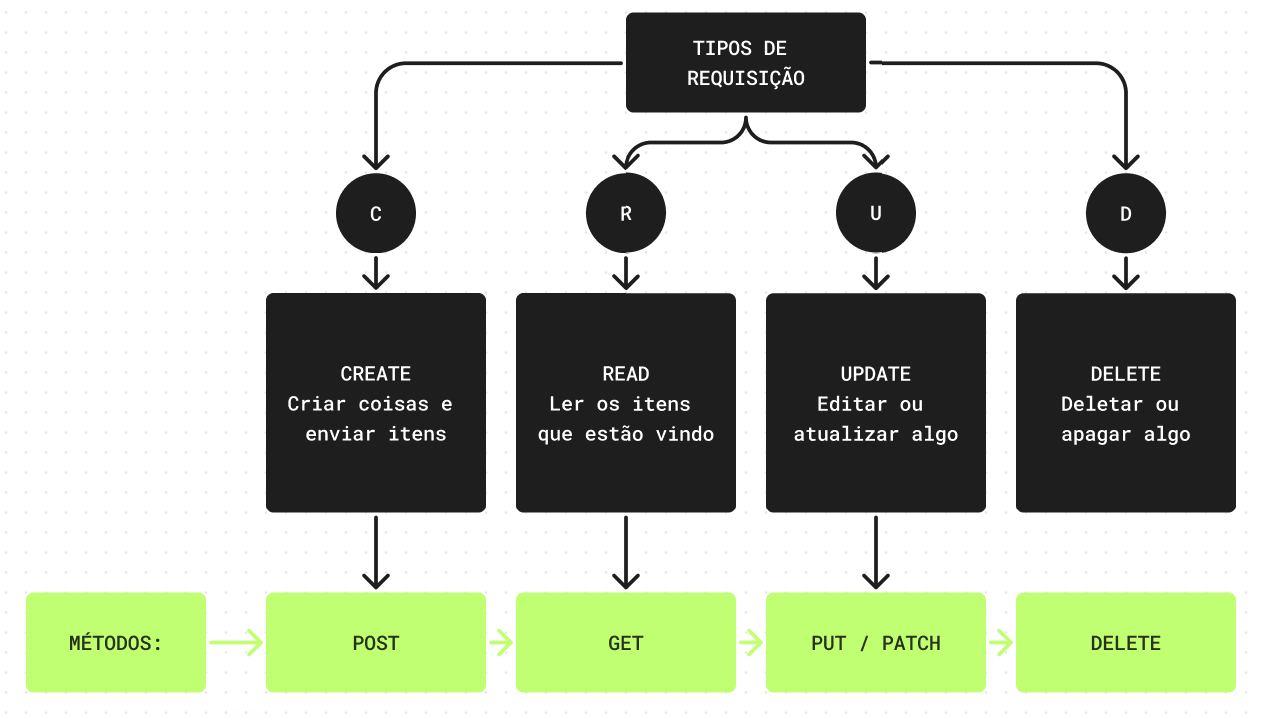 TIPOS DE
REQUISIÇÃO
C
R
U
D
CREATE
Criar coisas e
enviar itens
READ
Ler os itens
que estão vindo
UPDATE
Editar ou
atualizar algo
DELETE
Deletar ou
apagar algo
MÉTODOS:
POST
GET
PUT / PATCH
DELETE